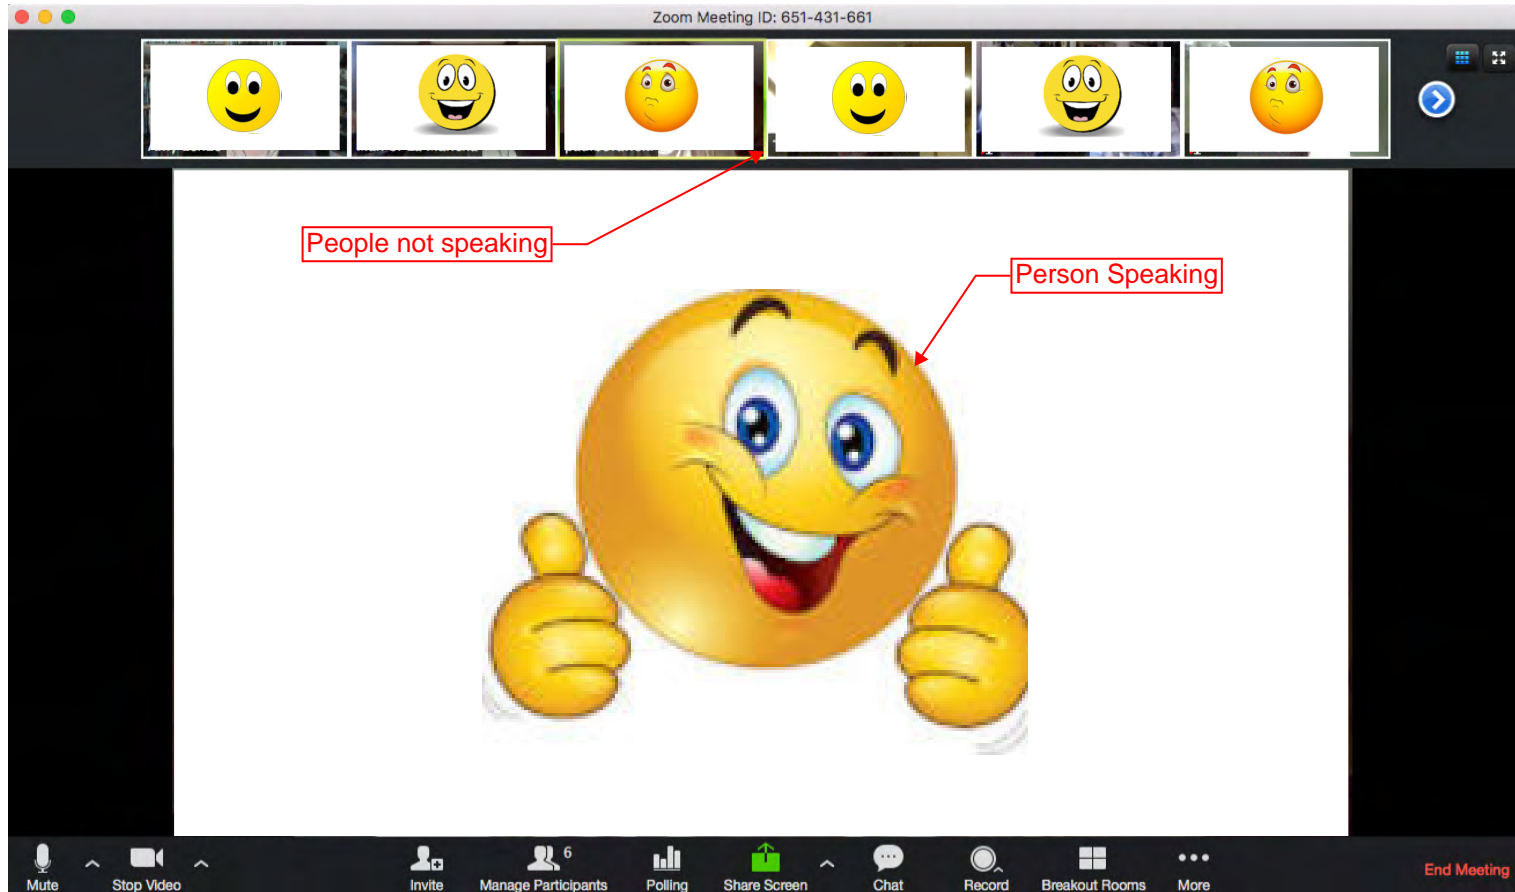 Zoom Meeting ID: 651-431-661
People not speaking
Person Speaking
6
Mute
Stop Video
Invite
Manage Participants
Polling
Share Screen
Chat
Record
Breakout Rooms
More
End Meeting